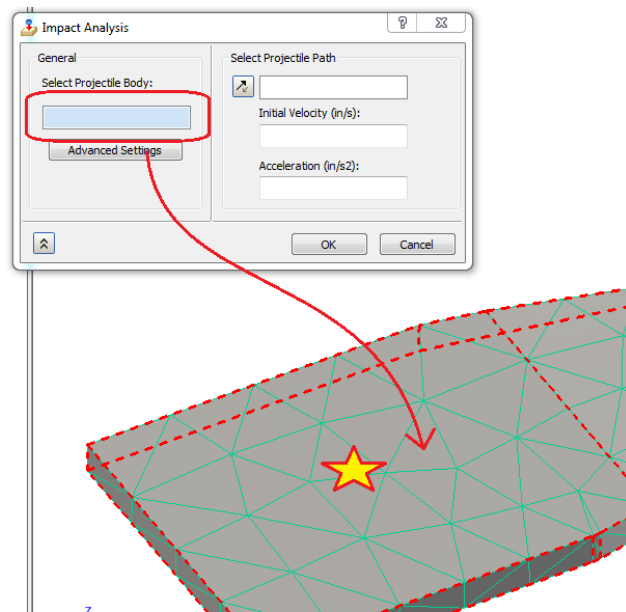 Impact Analysis
General
Select Projectile Body:
Advanced Settings
Select Projectile Path
Initial Velocity (in/s):
Acceleration (in/s2):
OK
Cancel
Z